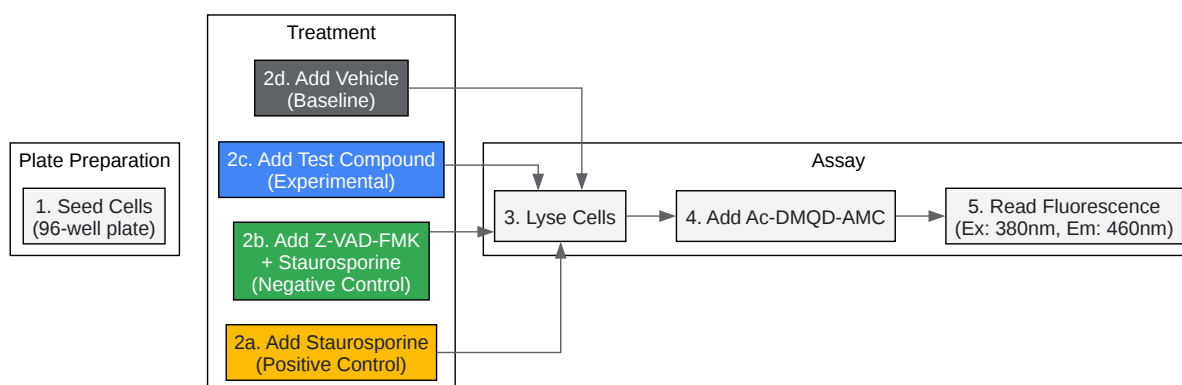 Plate Preparation
1. Seed Cells
(96-well plate)
Treatment
2d. Add Vehicle
(Baseline)
2c. Add Test Compound
(Experimental)
2b. Add Z-VAD-FMK
+ Staurosporine
(Negative Control)
2a. Add Staurosporine
(Positive Control)
Assay
3. Lyse Cells
4. Add Ac-DMQD-AMC
5. Read Fluorescence
(Ex: 380nm, Em: 460nm)